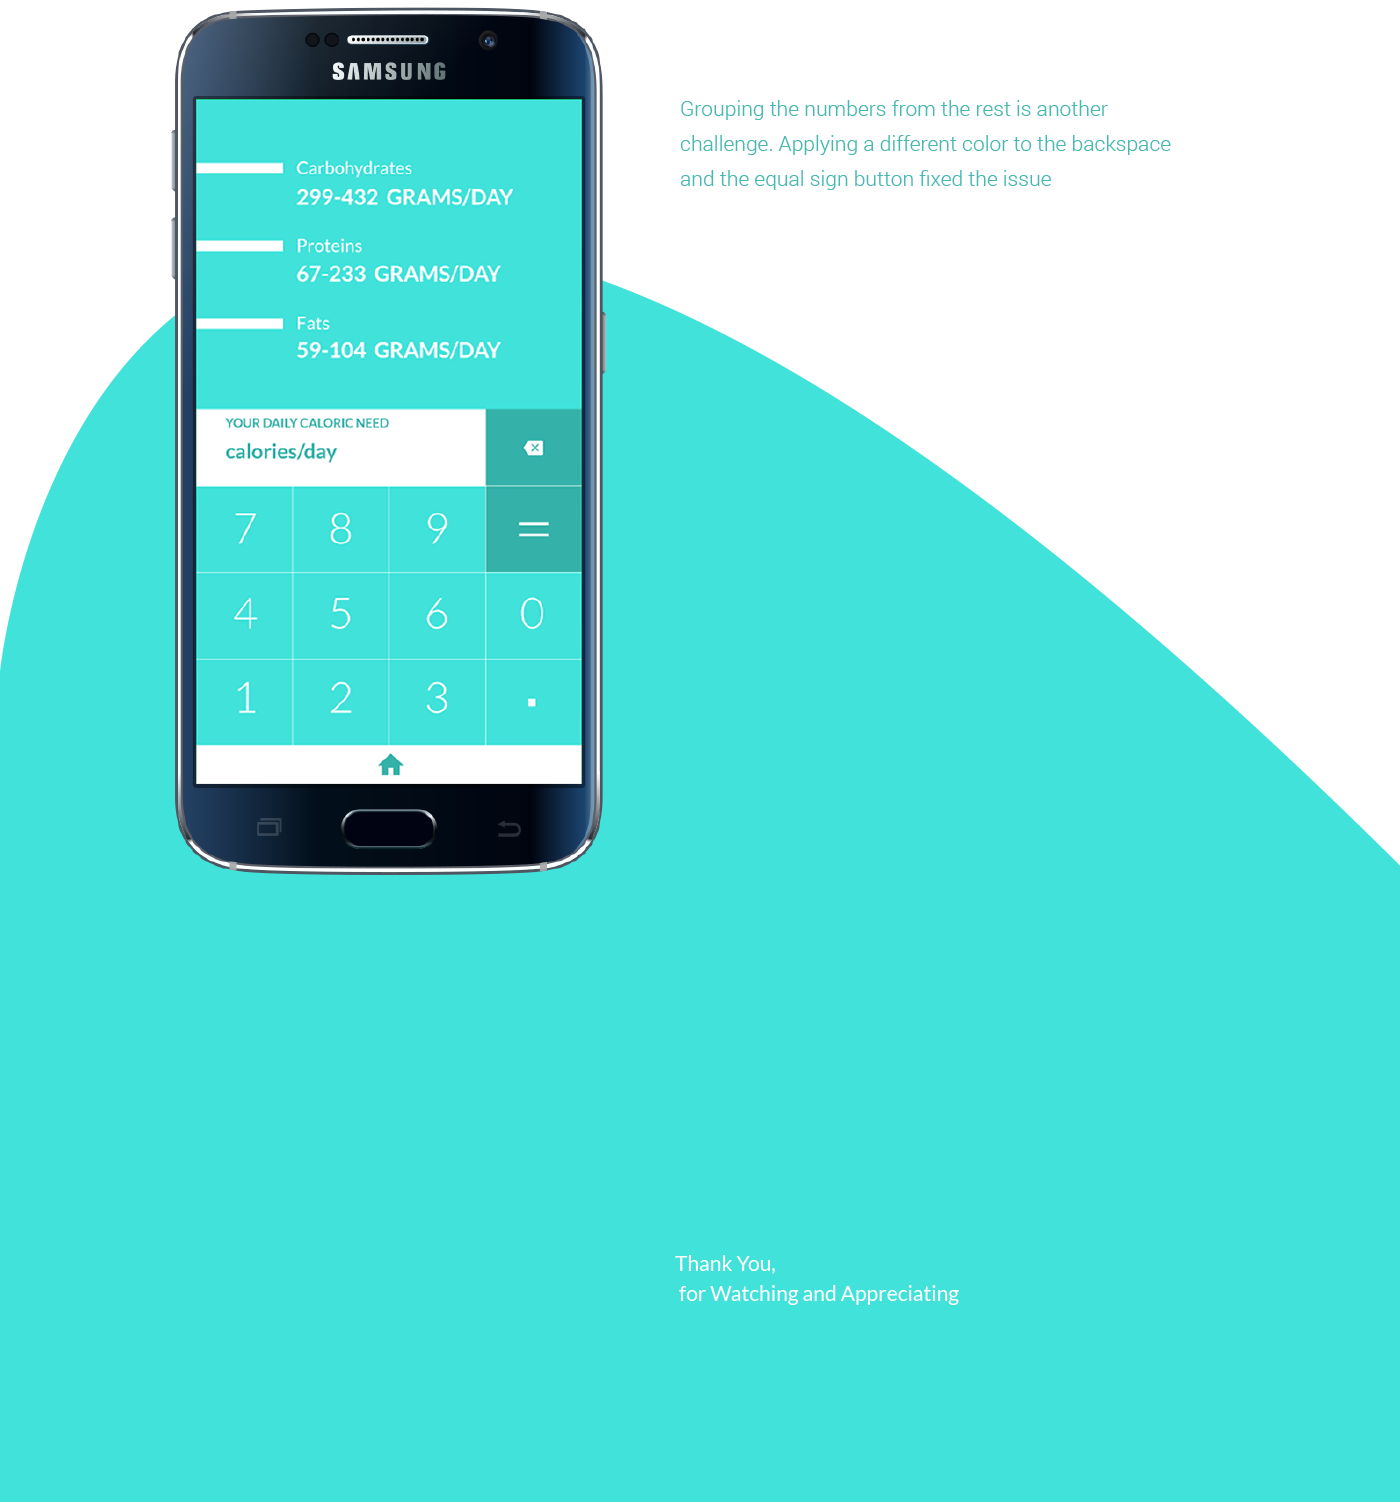 SAMSUNG
Grouping the numbers from the rest is another
challenge. Applying a different color to the backspace
and the equal sign button fixed the issue
Carbohydrates
299-432 GRAMS/DAY
Proteins
67-233 GRAMS/DAY
Fats
59-104 GRAMS/DAY
YOUR DAILY CALORIC NEED
calories/day
7 8 9 =
4 5 6 0
1 2 3 .
Thank You,
for Watching and Appreciating